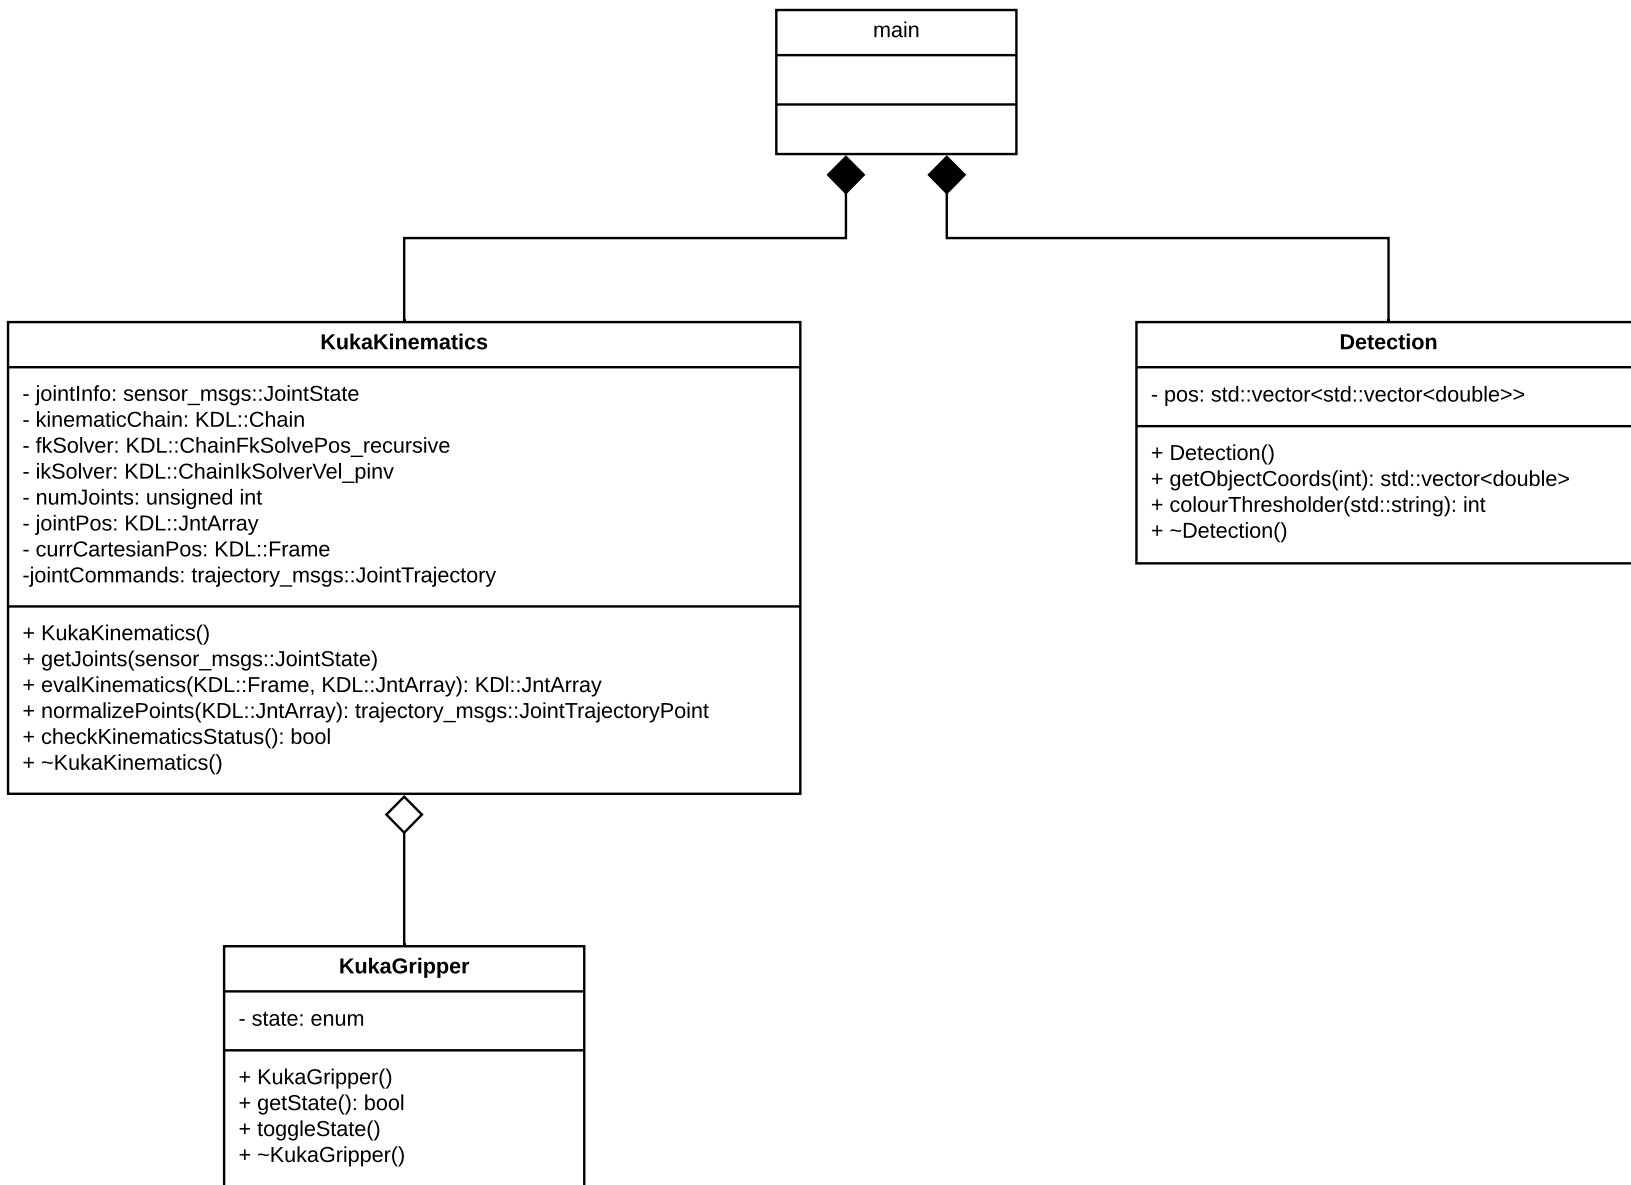 main
KukaKinematics
- jointInfo: sensor_msgs::JointState
- kinematicChain: KDL::Chain
- fkSolver: KDL::ChainFkSolvePos_recursive
- ikSolver: KDL::ChainIkSolverVel_pinv
- numJoints: unsigned int
- jointPos: KDL::JntArray
- currCartesianPos: KDL::Frame
-jointCommands: trajectory_msgs::JointTrajectory
+ KukaKinematics()
+ getJoints(sensor_msgs::JointState)
+ evalKinematics(KDL::Frame, KDL::JntArray): KDl::JntArray
+ normalizePoints(KDL::JntArray): trajectory_msgs::JointTrajectoryPoint
+ checkKinematicsStatus(): bool
+ ~KukaKinematics()
Detection
- pos: std::vector<std::vector<double>>
+ Detection()
+ getObjectCoords(int): std::vector<double>
+ colourThresholder(std::string): int
+ ~Detection()
KukaGripper
- state: enum
+ KukaGripper()
+ getState(): bool
+ toggleState()
+ ~KukaGripper()